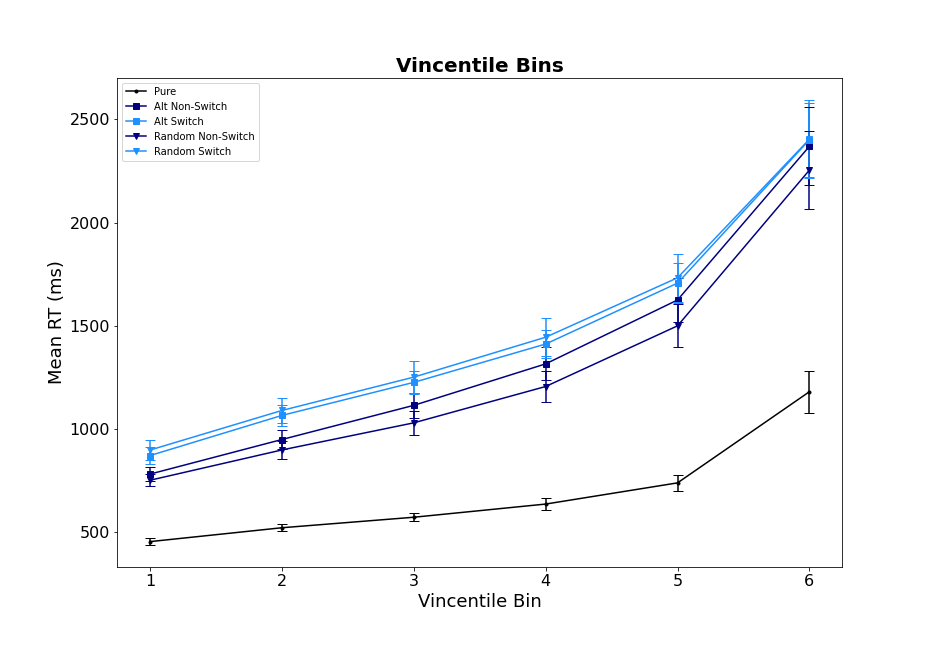 Vincentile Bins
Pure
Alt Non-Switch
Alt Switch
Random Non-Switch
Random Switch
Mean RT (ms)
2500
2000
1500
1000
500
1 2 3 4 5 6
Vincentile Bin